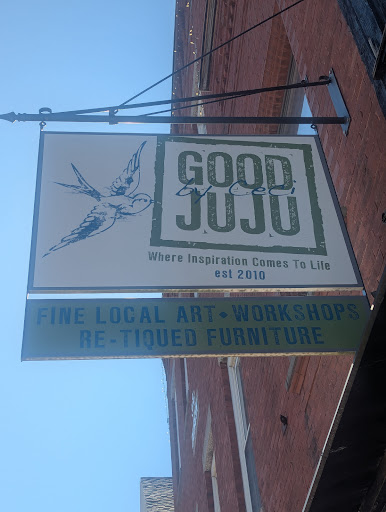 GOOD
by Ceci
JUJU
Where Inspiration Comes To Life
est 2010
FINE LOCAL ART • WORKSHOPS
RE-TIQUED FURNITURE